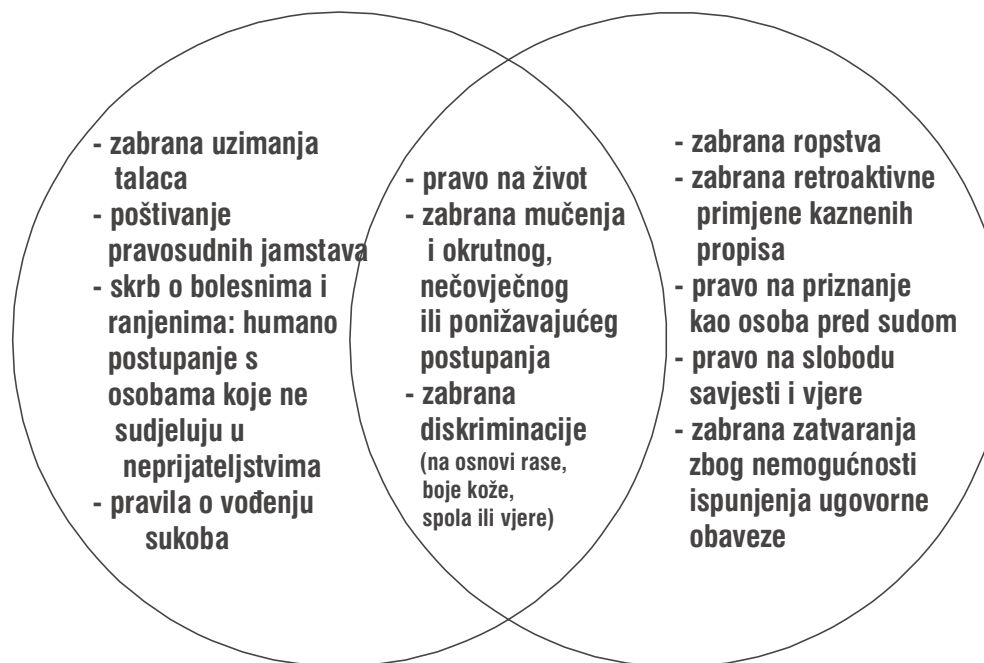 - zabrana uzimanja
talaca
- poštivanje
pravosudnih jamstava
- skrb o bolesnima i
ranjenima: humano
postupanje s
osobama koje ne
sudjeluju u
neprijateljstvima
- pravila o vođenju
sukoba
- pravo na život
- zabrana mučenja
i okrutnog,
nečovječnog
ili ponižavajućeg
postupanja
- zabrana
diskriminacije
(na osnovi rase,
boje kože,
spola ili vjere)
- zabrana ropstva
- zabrana retroaktivne
primjene kaznenih
propisa
- pravo na priznanje
kao osoba pred sudom
- pravo na slobodu
savjesti i vjere
- zabrana zatvaranja
zbog nemogućnosti
ispunjenja ugovorne
obaveze